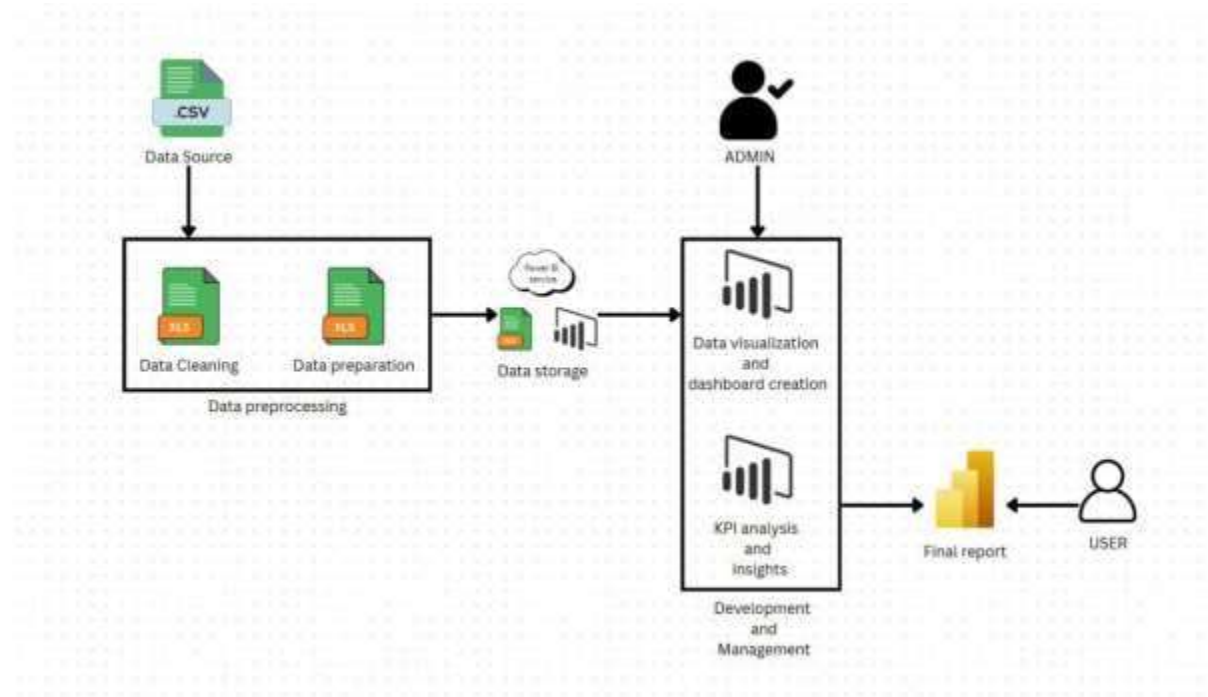 .CSV
Data Source
ADMIN
XLS
Data Cleaning
XLS
Data preparation
Data preprocessing
Power BI
service
Data storage
Data visualization
and
dashboard creation
KPI analysis
and
insights
Development
and
Management
Final report
USER